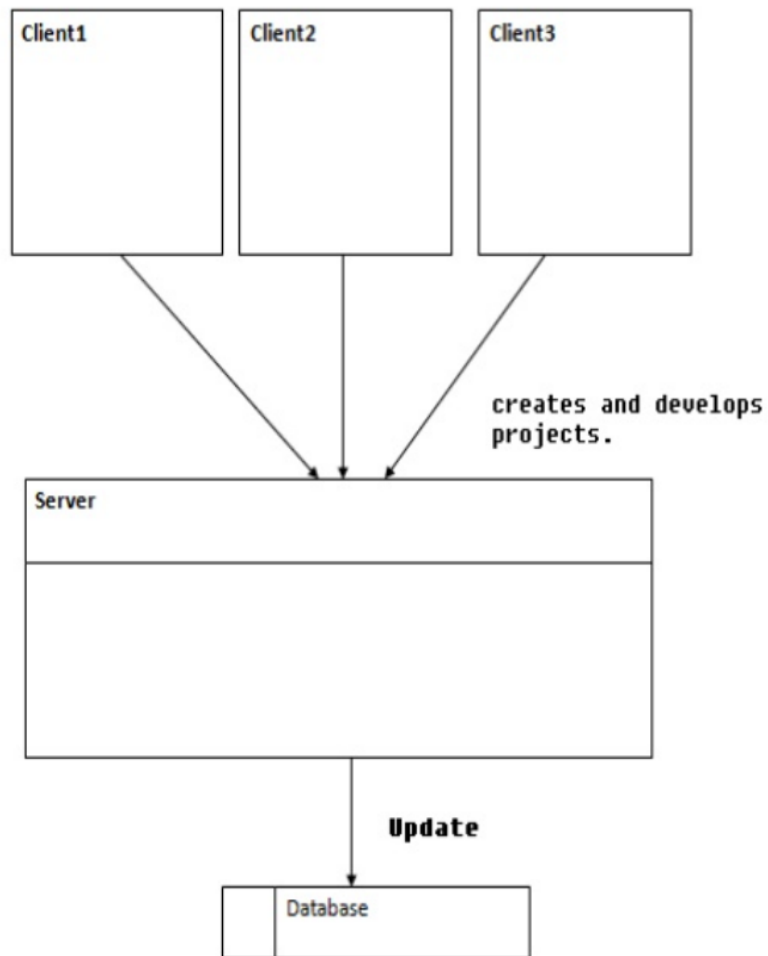 Client1
Client2
Client3
creates and develops
projects.
Server
Update
Database